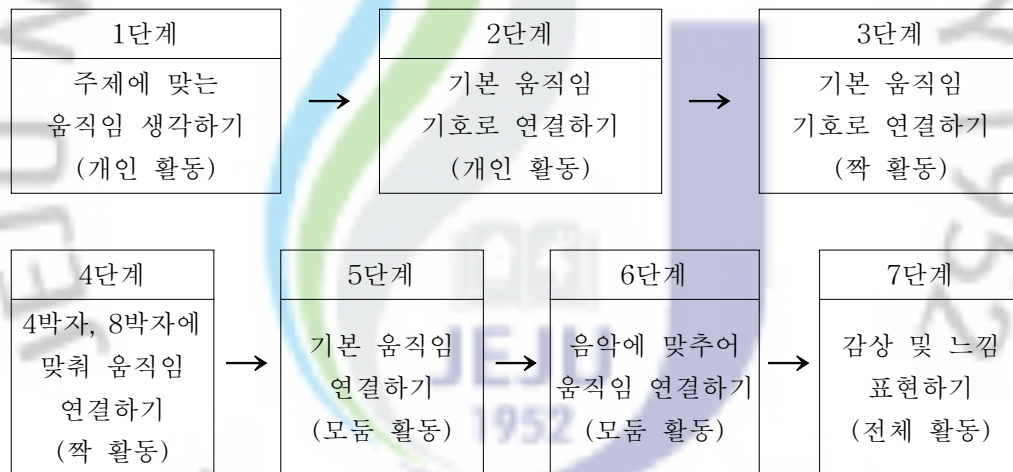 1단계
주제에 맞는
움직임 생각하기
(개인 활동)
→
2단계
기본 움직임
기호로 연결하기
(개인 활동)
→
3단계
기본 움직임
기호로 연결하기
(짝 활동)
4단계
4박자, 8박자에
맞춰 움직임
연결하기
(짝 활동)
→
5단계
기본 움직임
연결하기
(모둠 활동)
→
6단계
음악에 맞추어
움직임 연결하기
(모둠 활동)
→
7단계
감상 및 느낌
표현하기
(전체 활동)
JEJU
1952
1952